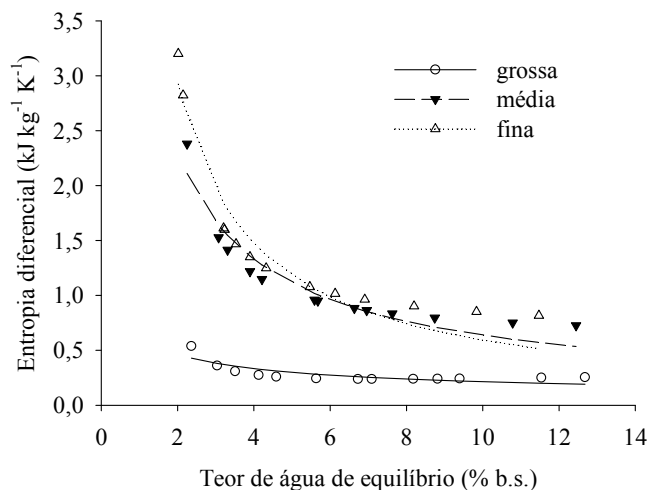 3,5
3,0
2,5
2,0
1,5
1,0
0,5
0,0
Entropia diferencial (kJ kg⁻¹ K⁻¹)
grossa
média
fina
0 2 4 6 8 10 12 14
Teor de água de equilíbrio (% b.s.)